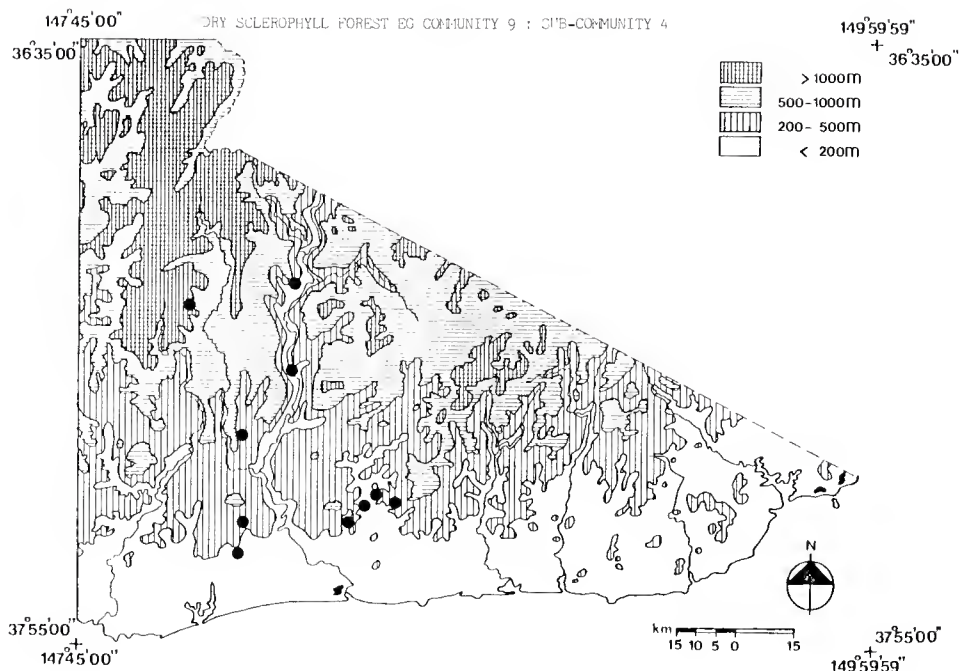 DRY SCLEROPHYLL FOREST EG COMMUNITY 9 : SUB-COMMUNITY 4
147°45'00"
36°35'00"
149°59'59"
36°35'00"
> 1000m
500-1000m
200-500m
< 200m
N
km
15 10 5 0 15
37°55'00"
147°45'00"
37°55'00"
149°59'59"